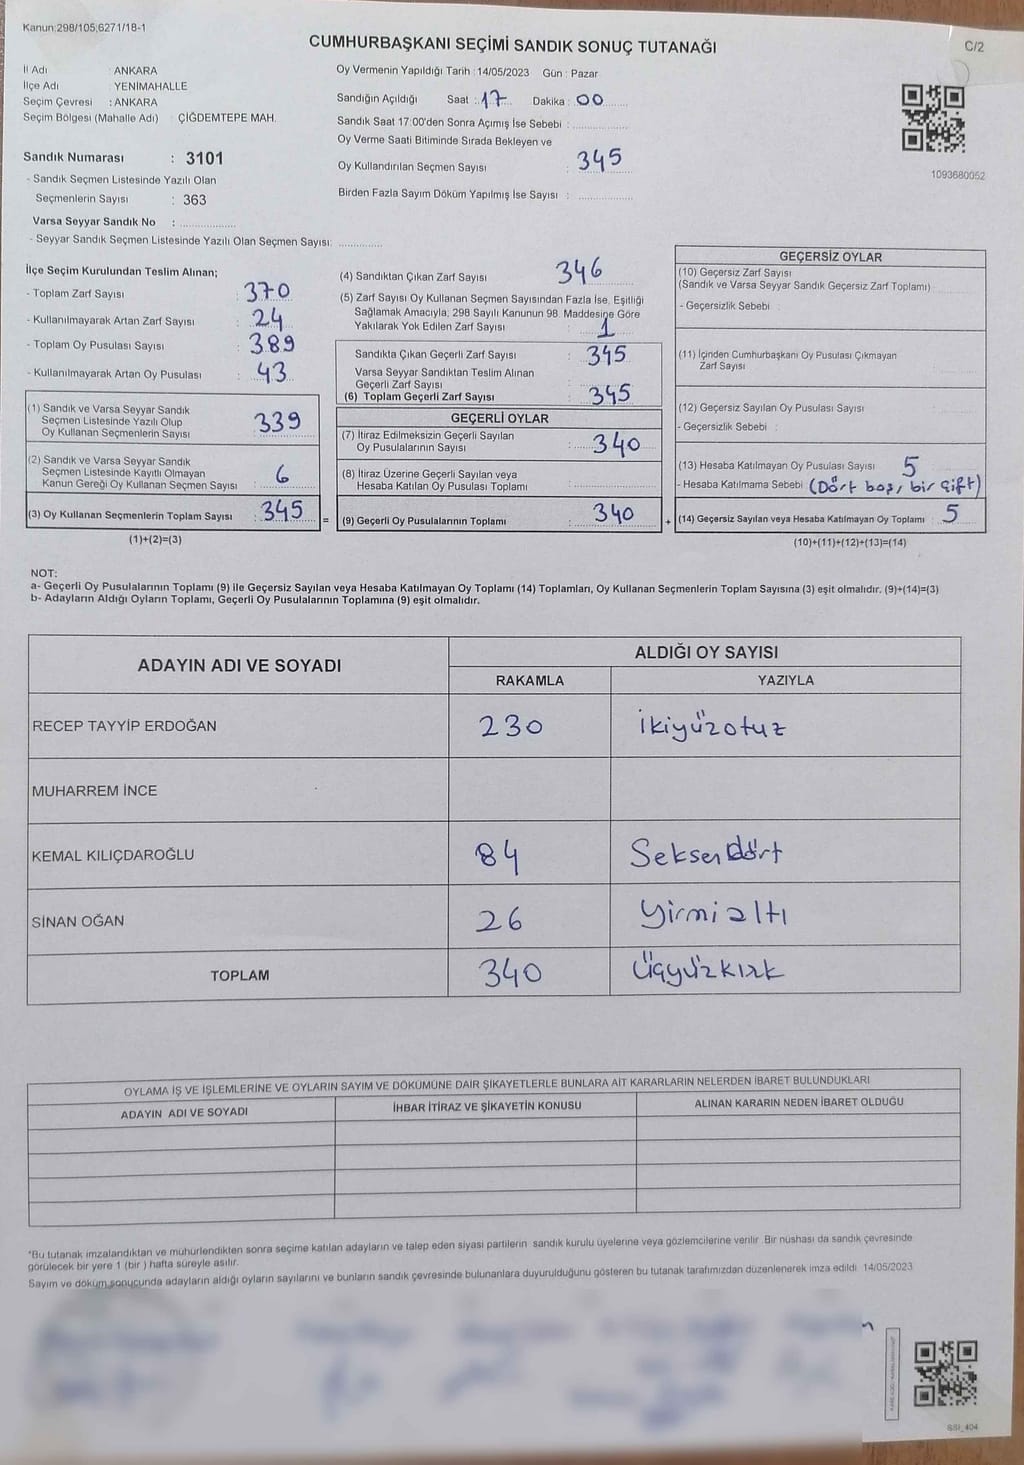 Kanun:298/105,6271/18-1
CUMHURBAŞKANI SEÇİMİ SANDIK SONUÇ TUTANAĞI
C/2
İl Adı : ANKARA
İlçe Adı : YENİMAHALLE
Seçim Çevresi : ANKARA
Seçim Bölgesi (Mahalle Adı) : ÇİĞDEMTEPE MAH.
Sandık Numarası : 3101
- Sandık Seçmen Listesinde Yazılı Olan
Seçmenlerin Sayısı : 363
Varsa Seyyar Sandık No :
- Seyyar Sandık Seçmen Listesinde Yazılı Olan Seçmen Sayısı:
Oy Vermenin Yapıldığı Tarih : 14/05/2023 Gün : Pazar
Sandığın Açıldığı Saat : 17 Dakika : 00
Sandık Saat 17:00'den Sonra Açımış İse Sebebi :
Oy Verme Saati Bitiminde Sırada Bekleyen ve
Oy Kullandırılan Seçmen Sayısı : 345
Birden Fazla Sayım Döküm Yapılmış İse Sayısı :
1093680052
İlçe Seçim Kurulundan Teslim Alınan;
- Toplam Zarf Sayısı : 370
- Kullanılmayarak Artan Zarf Sayısı : 24
- Toplam Oy Pusulası Sayısı : 389
- Kullanılmayarak Artan Oy Pusulası : 43
(1) Sandık ve Varsa Seyyar Sandık
Seçmen Listesinde Yazılı Olup
Oy Kullanan Seçmenlerin Sayısı : 339
(2) Sandık ve Varsa Seyyar Sandık
Seçmen Listesinde Kayıtlı Olmayan
Kanun Gereği Oy Kullanan Seçmen Sayısı : 6
(3) Oy Kullanan Seçmenlerin Toplam Sayısı : 345
(1)+(2)=(3)
(4) Sandıktan Çıkan Zarf Sayısı : 346
(5) Zarf Sayısı Oy Kullanan Seçmen Sayısından Fazla İse, Eşitliği
Sağlamak Amacıyla; 298 Sayılı Kanunun 98. Maddesine Göre
Yakılarak Yok Edilen Zarf Sayısı : 1
Sandıkta Çıkan Geçerli Zarf Sayısı : 345
Varsa Seyyar Sandıktan Teslim Alınan
Geçerli Zarf Sayısı :
(6) Toplam Geçerli Zarf Sayısı : 345
GEÇERLİ OYLAR
(7) İtiraz Edilmeksizin Geçerli Sayılan
Oy Pusulalarının Sayısı : 340
(8) İtiraz Üzerine Geçerli Sayılan veya
Hesaba Katılan Oy Pusulası Toplamı :
= (9) Geçerli Oy Pusulalarının Toplamı : 340 +
GEÇERSİZ OYLAR
(10) Geçersiz Zarf Sayısı
(Sandık ve Varsa Seyyar Sandık Geçersiz Zarf Toplamı) :
- Geçersizlik Sebebi :
(11) İçinden Cumhurbaşkanı Oy Pusulası Çıkmayan
Zarf Sayısı :
(12) Geçersiz Sayılan Oy Pusulası Sayısı :
- Geçersizlik Sebebi :
(13) Hesaba Katılmayan Oy Pusulası Sayısı : 5
- Hesaba Katılmama Sebebi : (Dört boş, bir çift)
(14) Geçersiz Sayılan veya Hesaba Katılmayan Oy Toplamı : 5
(10)+(11)+(12)+(13)=(14)
NOT:
a- Geçerli Oy Pusulalarının Toplamı (9) ile Geçersiz Sayılan veya Hesaba Katılmayan Oy Toplamı (14) Toplamları, Oy Kullanan Seçmenlerin Toplam Sayısına (3) eşit olmalıdır. (9)+(14)=(3)
b- Adayların Aldığı Oyların Toplamı, Geçerli Oy Pusulalarının Toplamına (9) eşit olmalıdır.
ADAYIN ADI VE SOYADI
ALDIĞI OY SAYISI
RAKAMLA YAZIYLA
RECEP TAYYİP ERDOĞAN 230 ikiyüzotuz
MUHARREM İNCE
KEMAL KILIÇDAROĞLU 84 Seksendört
SİNAN OĞAN 26 Yirmialtı
TOPLAM 340 Üçyüzkırk
OYLAMA İŞ VE İŞLEMLERİNE VE OYLARIN SAYIM VE DÖKÜMÜNE DAİR ŞİKAYETLERLE BUNLARA AİT KARARLARIN NELERDEN İBARET BULUNDUKLARI
ADAYIN ADI VE SOYADI İHBAR İTİRAZ VE ŞİKAYETİN KONUSU ALINAN KARARIN NEDEN İBARET OLDUĞU
*Bu tutanak imzalandıktan ve mühürlendikten sonra seçime katılan adayların ve talep eden siyasi partilerin sandık kurulu üyelerine veya gözlemcilerine verilir. Bir nüshası da sandık çevresinde
görülecek bir yere 1 (bir ) hafta süreyle asılır.
Sayım ve döküm sonucunda adayların aldığı oyların sayılarını ve bunların sandık çevresinde bulunanlara duyurulduğunu gösteren bu tutanak tarafımızdan düzenlenerek imza edildi 14/05/2023
SSI_404